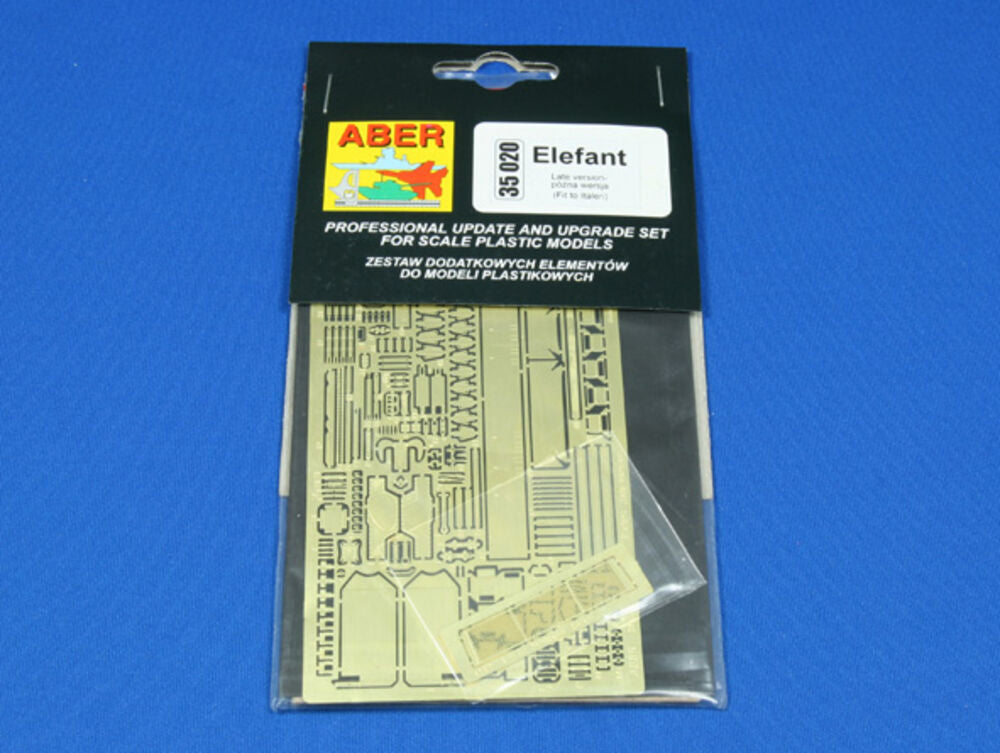 ABER
35 020
Elefant
Late version-
późna wersja
(Fit to Italeri)
PROFESSIONAL UPDATE AND UPGRADE SET
FOR SCALE PLASTIC MODELS
ZESTAW DODATKOWYCH ELEMENTÓW
DO MODELI PLASTIKOWYCH